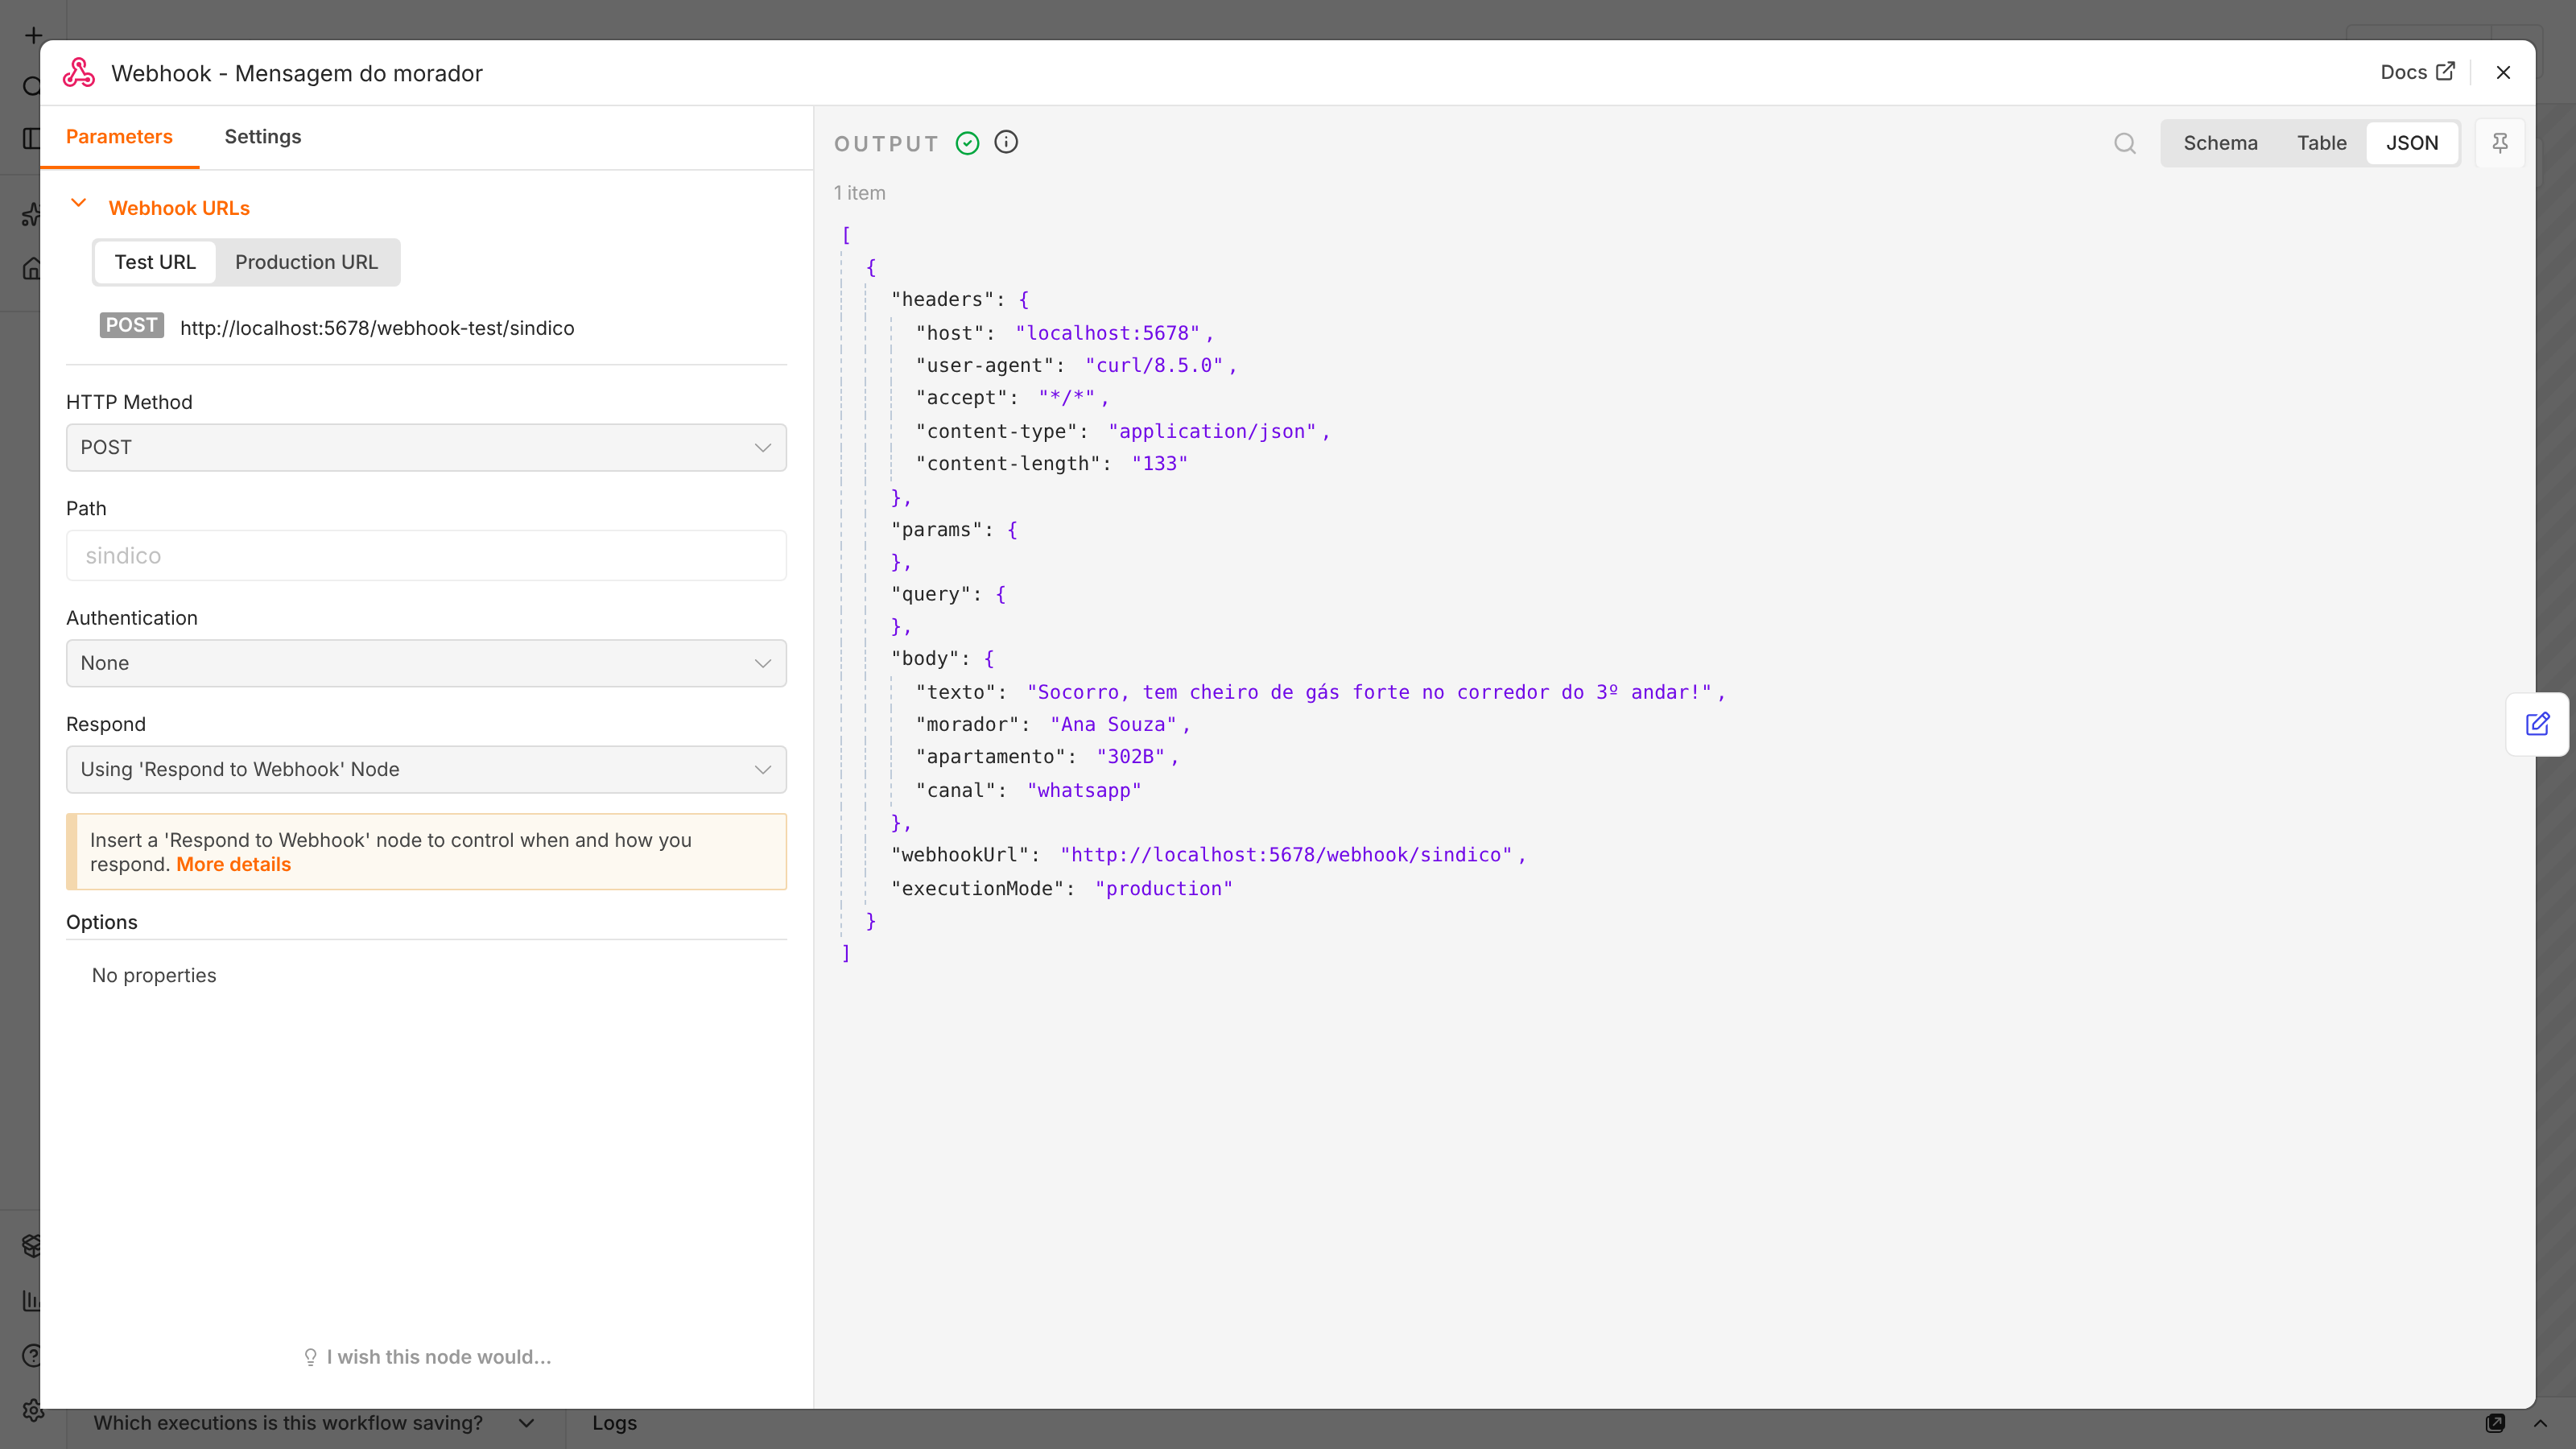 Webhook - Mensagem do morador
Docs
Parameters
Settings
Webhook URLs
Test URL
Production URL
POST
http://localhost:5678/webhook-test/sindico
HTTP Method
POST
Path
sindico
Authentication
None
Respond
Using 'Respond to Webhook' Node
Insert a 'Respond to Webhook' node to control when and how you
respond. More details
Options
No properties
I wish this node would...
OUTPUT
Schema
Table
JSON
1 item
[
{
"headers": {
"host": "localhost:5678",
"user-agent": "curl/8.5.0",
"accept": "*/*",
"content-type": "application/json",
"content-length": "133"
},
"params": {
},
"query": {
},
"body": {
"texto": "Socorro, tem cheiro de gás forte no corredor do 3º andar!",
"morador": "Ana Souza",
"apartamento": "302B",
"canal": "whatsapp"
},
"webhookUrl": "http://localhost:5678/webhook/sindico",
"executionMode": "production"
}
]
Which executions is this workflow saving?
Logs